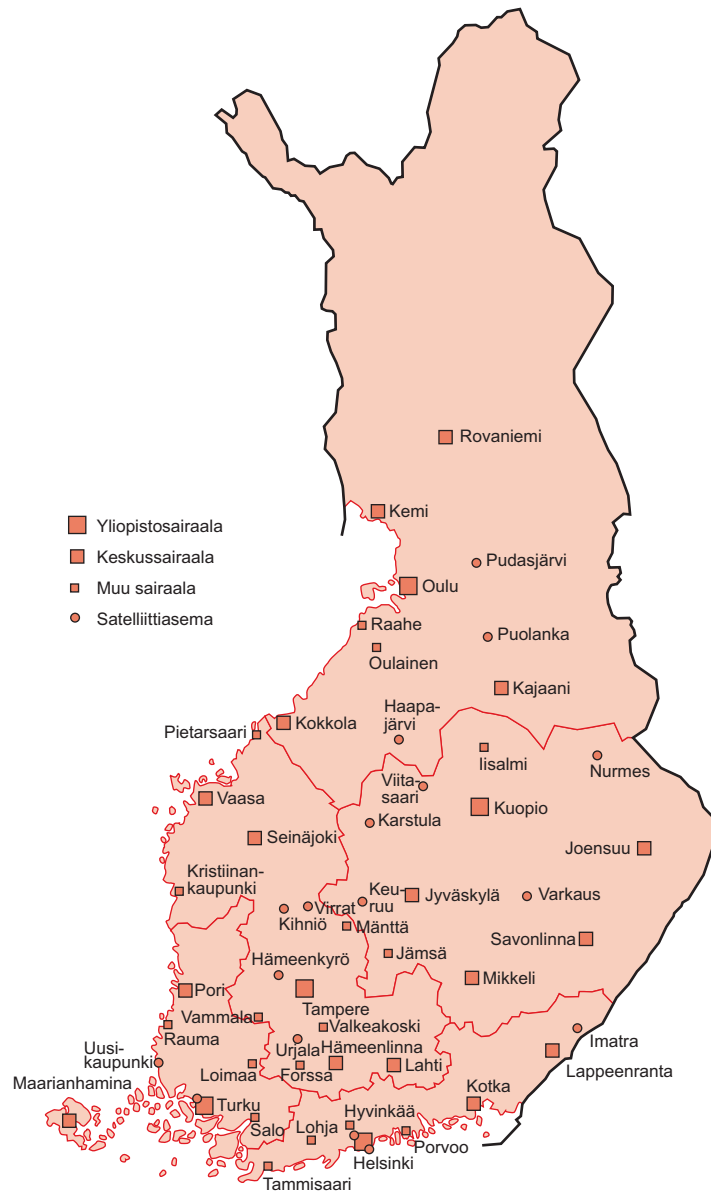 Rovaniemi
Kemi
Yliopistosairaala
Keskussairaala
Muu sairaala
Satelliittiasema
Pudasjärvi
Oulu
Raahe
Puolanka
Oulainen
Kajaani
Haapa-
järvi
Kokkola
Pietarsaari
Iisalmi
Nurmes
Viita-
saari
Vaasa
Kuopio
Karstula
Seinäjoki
Joensuu
Kristiinan-
kaupunki
Keu-
ruu
Jyväskylä
Varkaus
Virrat
Kihniö
Mänttä
Savonlinna
Jämsä
Hämeenkyrö
Mikkeli
Pori
Tampere
Vammala
Valkeakoski
Rauma
Imatra
Uusi-
kaupunki
Urjala
Hämeenlinna
Lappeenranta
Loimaa
Forssa
Lahti
Maarianhamina
Kotka
Turku
Hyvinkää
Salo
Lohja
Porvoo
Helsinki
Tammisaari